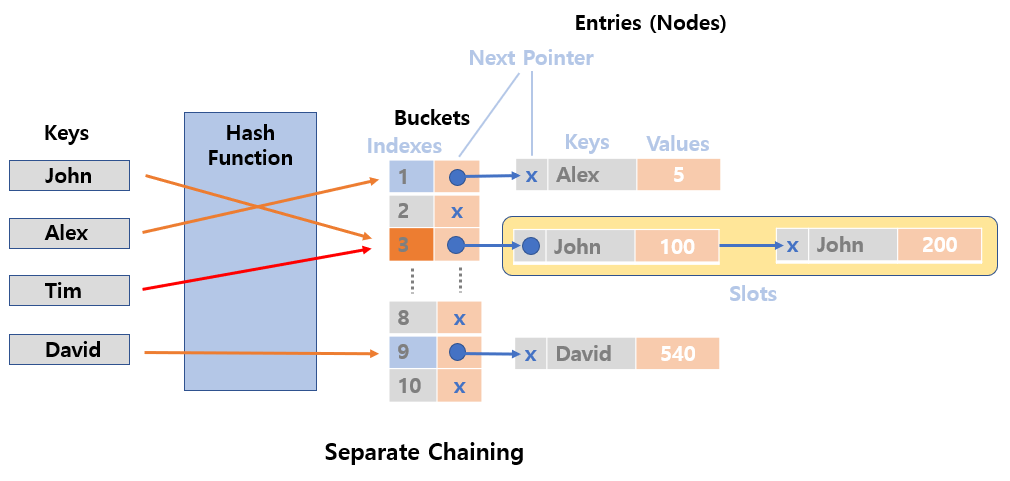 Entries (Nodes)
Next Pointer
Keys
Hash
Function
Buckets
Indexes
Keys
Values
John
Alex
Tim
David
1
x
Alex
5
2
x
3
John
100
x
John
200
Slots
8
x
9
x
David
540
10
x
Separate Chaining